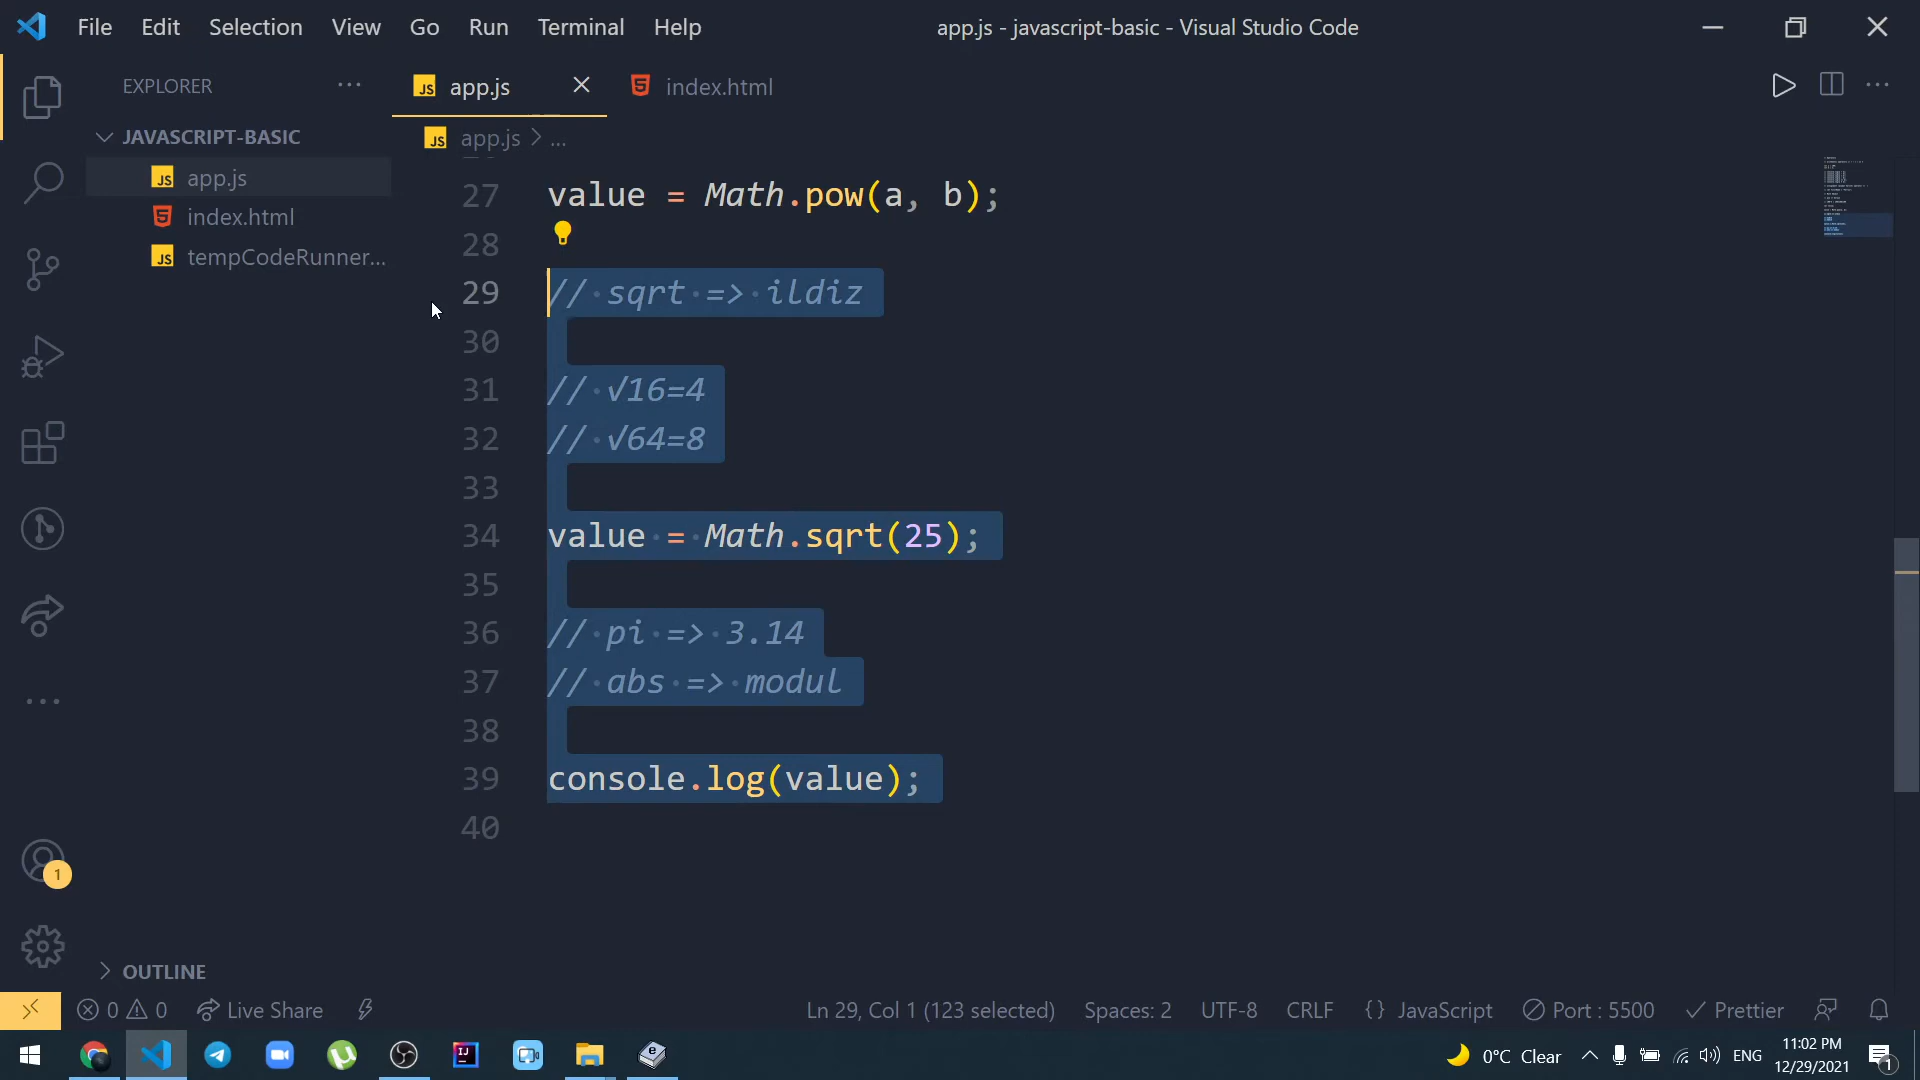 File Edit Selection View Go Run Terminal Help
app.js - javascript-basic - Visual Studio Code
EXPLORER
JAVASCRIPT-BASIC
JS app.js
index.html
JS tempCodeRunner...
OUTLINE
JS app.js
index.html
JS app.js > ...
27 value = Math.pow(a, b);
28
29 // sqrt => ildiz
30
31 // √16=4
32 // √64=8
33
34 value = Math.sqrt(25);
35
36 // pi => 3.14
37 // abs => modul
38
39 console.log(value);
40
1
0 0 Live Share
Ln 29, Col 1 (123 selected) Spaces: 2 UTF-8 CRLF {} JavaScript Port : 5500 Prettier
0°C Clear ENG
11:02 PM
12/29/2021
1